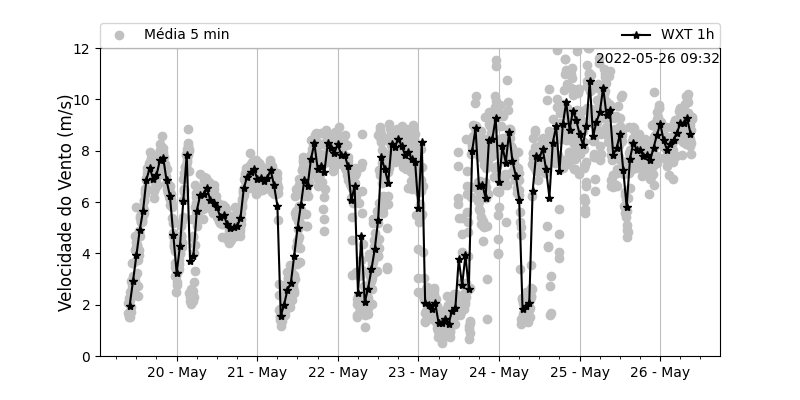 Média 5 min
WXT 1h
2022-05-26 09:32
Velocidade do Vento (m/s)
12
10
8
6
4
2
0
20 - May
21 - May
22 - May
23 - May
24 - May
25 - May
26 - May